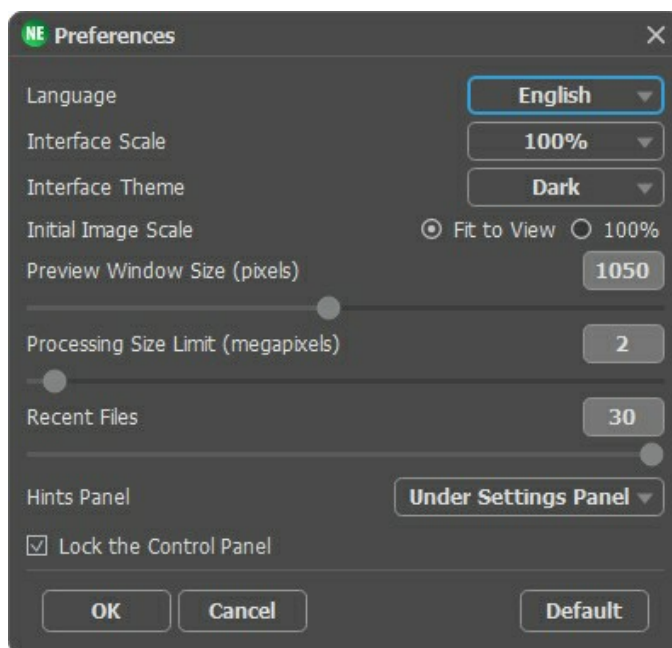 NE Preferences
Language English
Interface Scale 100%
Interface Theme Dark
Initial Image Scale Fit to View 100%
Preview Window Size (pixels) 1050
Processing Size Limit (megapixels) 2
Recent Files 30
Hints Panel Under Settings Panel
Lock the Control Panel
OK Cancel Default